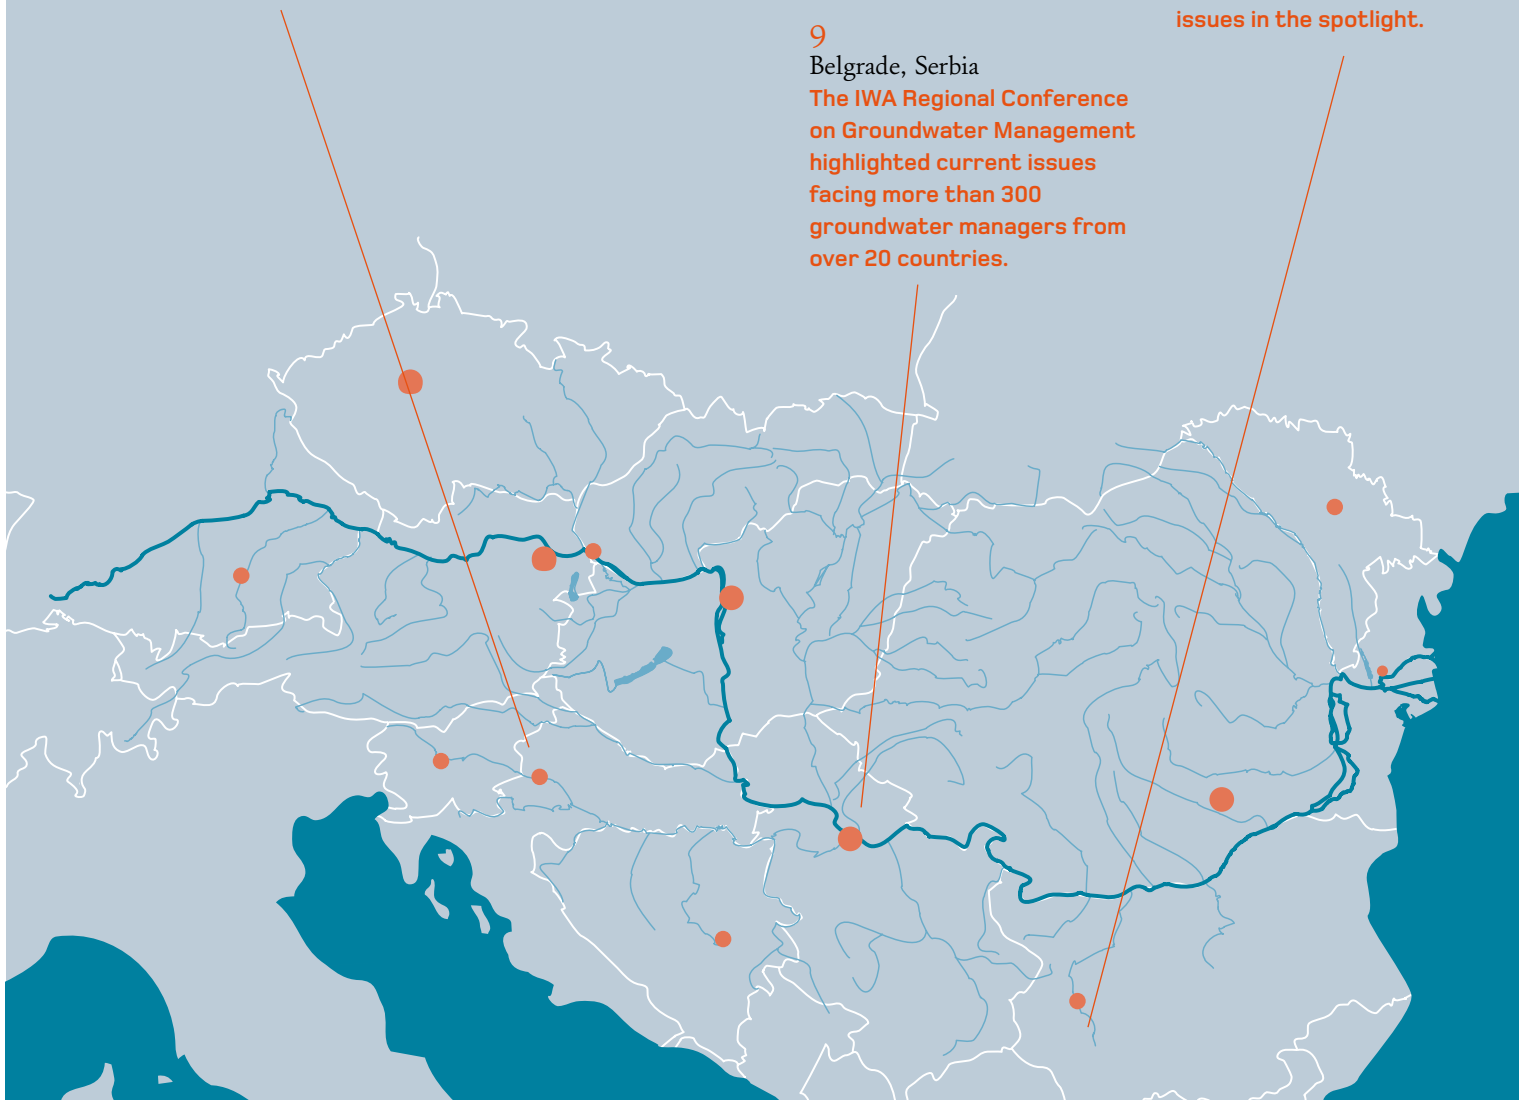 issues in the spotlight.
9
Belgrade, Serbia
The IWA Regional Conference
on Groundwater Management
highlighted current issues
facing more than 300
groundwater managers from
over 20 countries.